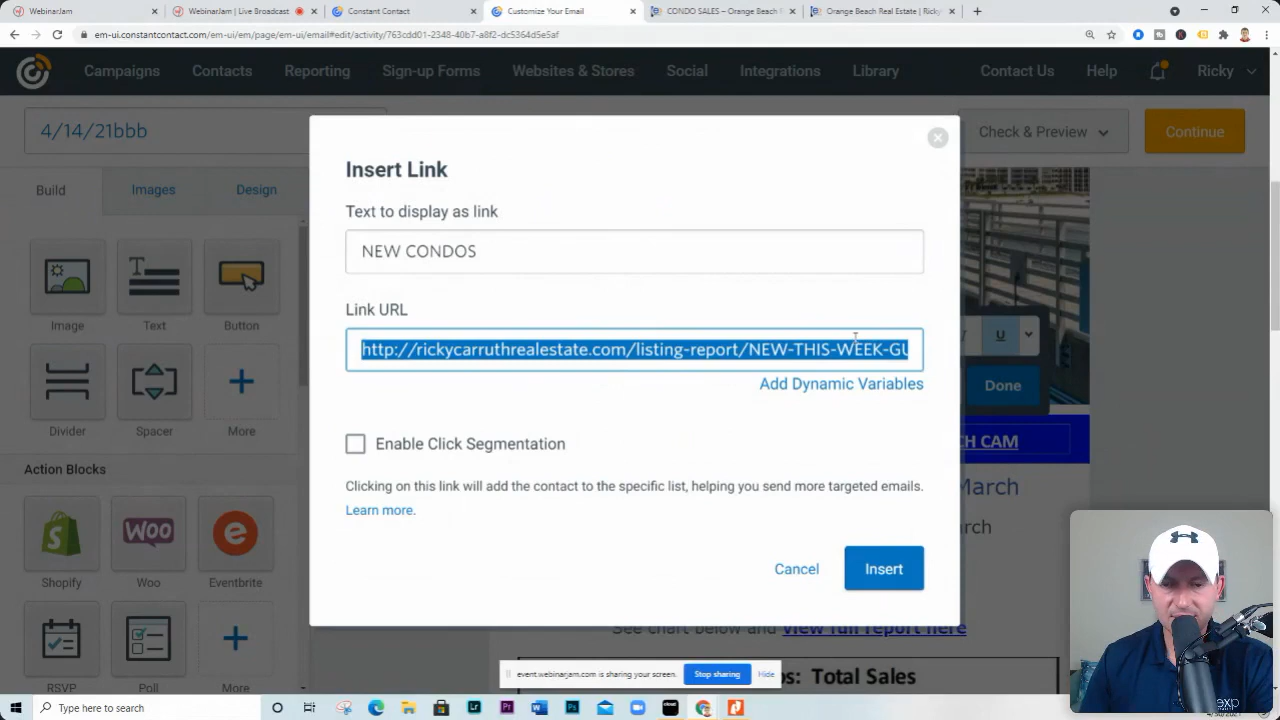 WebinarJam
WebinarJam | Live Broadcast
Constant Contact
Customize Your Email
CONDO SALES – Orange Beach
Orange Beach Real Estate | Ricky
em-ui.constantcontact.com/em-ui/em/page/em-ui/email#edit/activity/763cdd01-2348-40b7-a8f2-dc5364d5e5af
Campaigns Contacts Reporting Sign-up Forms Websites & Stores Social Integrations Library Contact Us Help Ricky
4/14/21bbb
Check & Preview
Continue
Build Images Design
Image Text Button
Divider Spacer More
Action Blocks
Shopify Woo Eventbrite
RSVP Poll More
Insert Link
Text to display as link
NEW CONDOS
Link URL
http://rickycarruthrealestate.com/listing-report/NEW-THIS-WEEK-GU
Add Dynamic Variables
Enable Click Segmentation
Clicking on this link will add the contact to the specific list, helping you send more targeted emails.
Learn more.
Cancel Insert
U
Done
CH CAM
March
rch
See chart below and view full report here
os: Total Sales
event.webinarjam.com is sharing your screen. Stop sharing Hide
exp
Type here to search